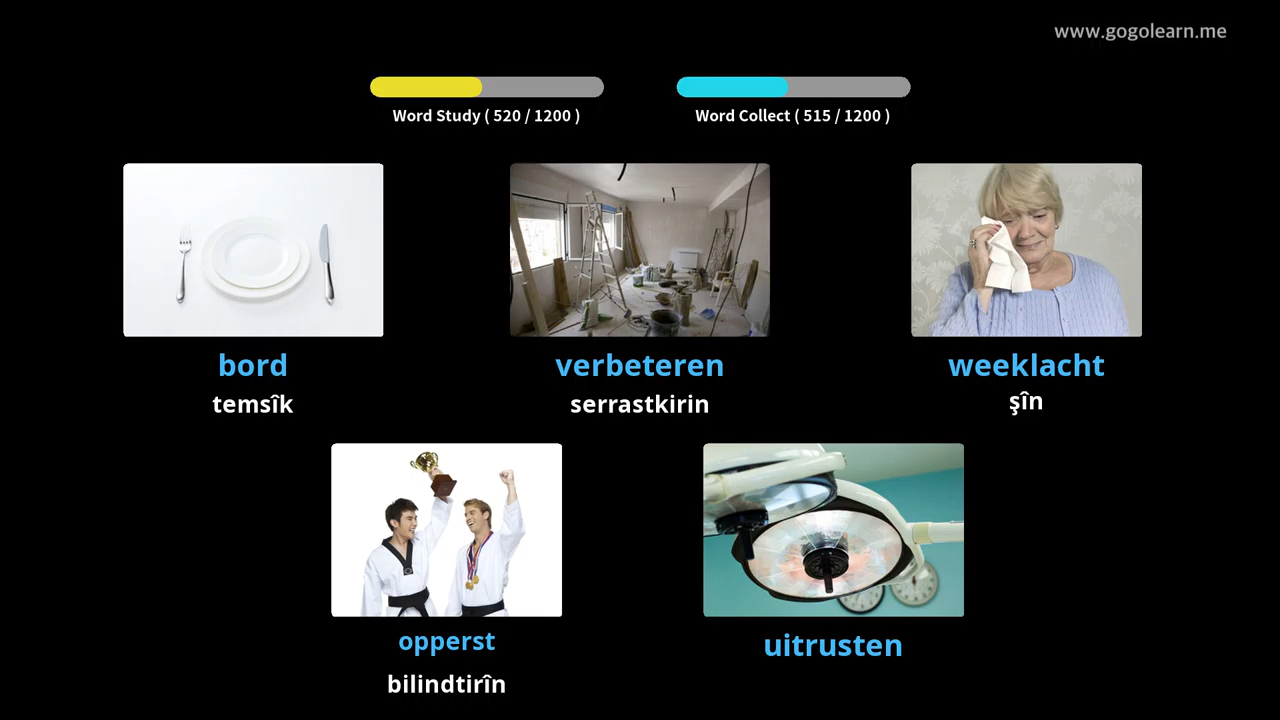 www.gogolearn.me
Word Study ( 520 / 1200 )
Word Collect ( 515 / 1200 )
bord
temsîk
verbeteren
serrastkirin
weeklacht
şîn
opperst
bilindtirîn
uitrusten